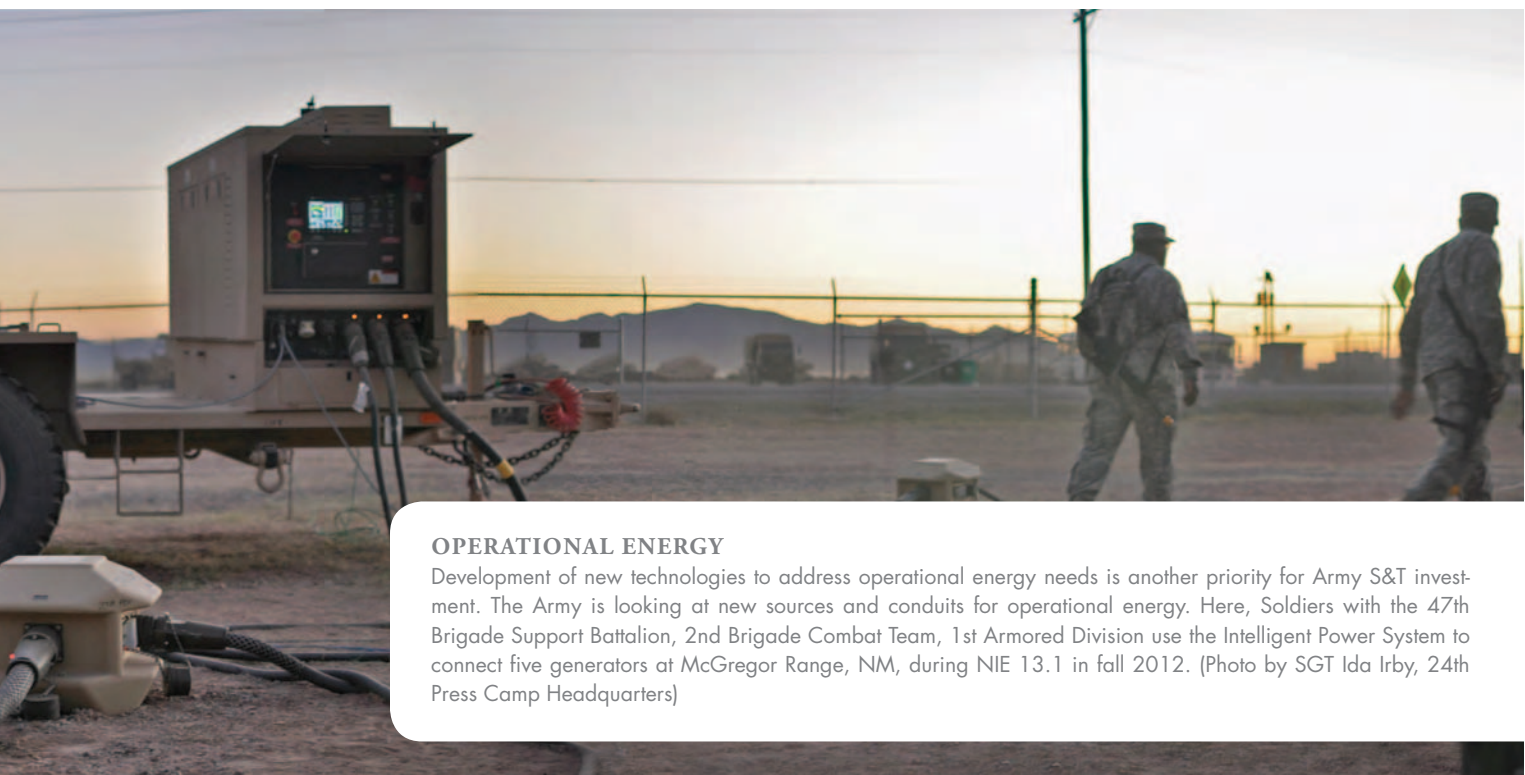 OPERATIONAL ENERGY
Development of new technologies to address operational energy needs is another priority for Army S&T invest-
ment. The Army is looking at new sources and conduits for operational energy. Here, Soldiers with the 47th
Brigade Support Battalion, 2nd Brigade Combat Team, 1st Armored Division use the Intelligent Power System to
connect five generators at McGregor Range, NM, during NIE 13.1 in fall 2012. (Photo by SGT Ida Irby, 24th
Press Camp Headquarters)